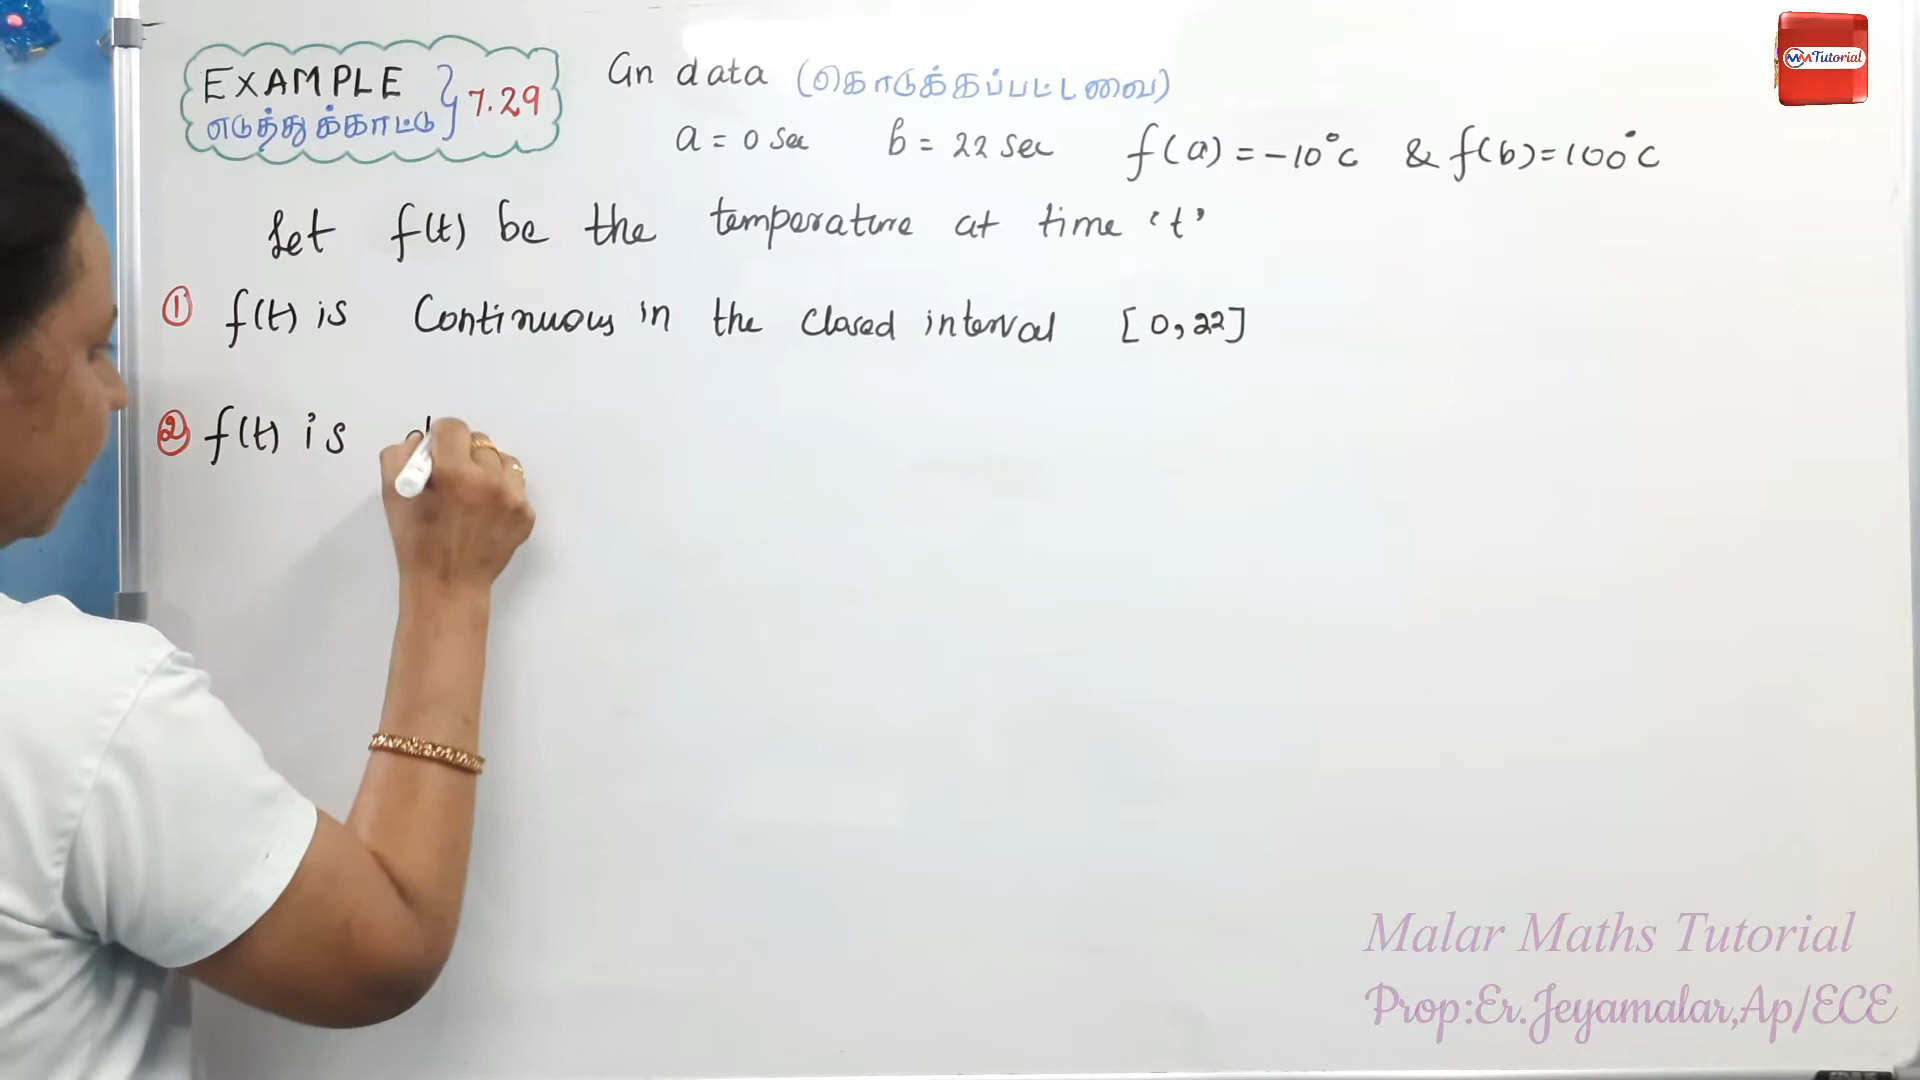 EXAMPLE
எடுத்துக்காட்டு } 7.29
Gn data (கொடுக்கப்பட்டவை)
a = 0 sec b = 22 sec f(a) = -10°C & f(b) = 100°C
Let f(t) be the temperature at time 't'
① f(t) is Continuous in the closed interval [0,22]
② f(t) is d
MM Tutorial
Malar Maths Tutorial
Prop:Er.Jeyamalar,Ap/ECE